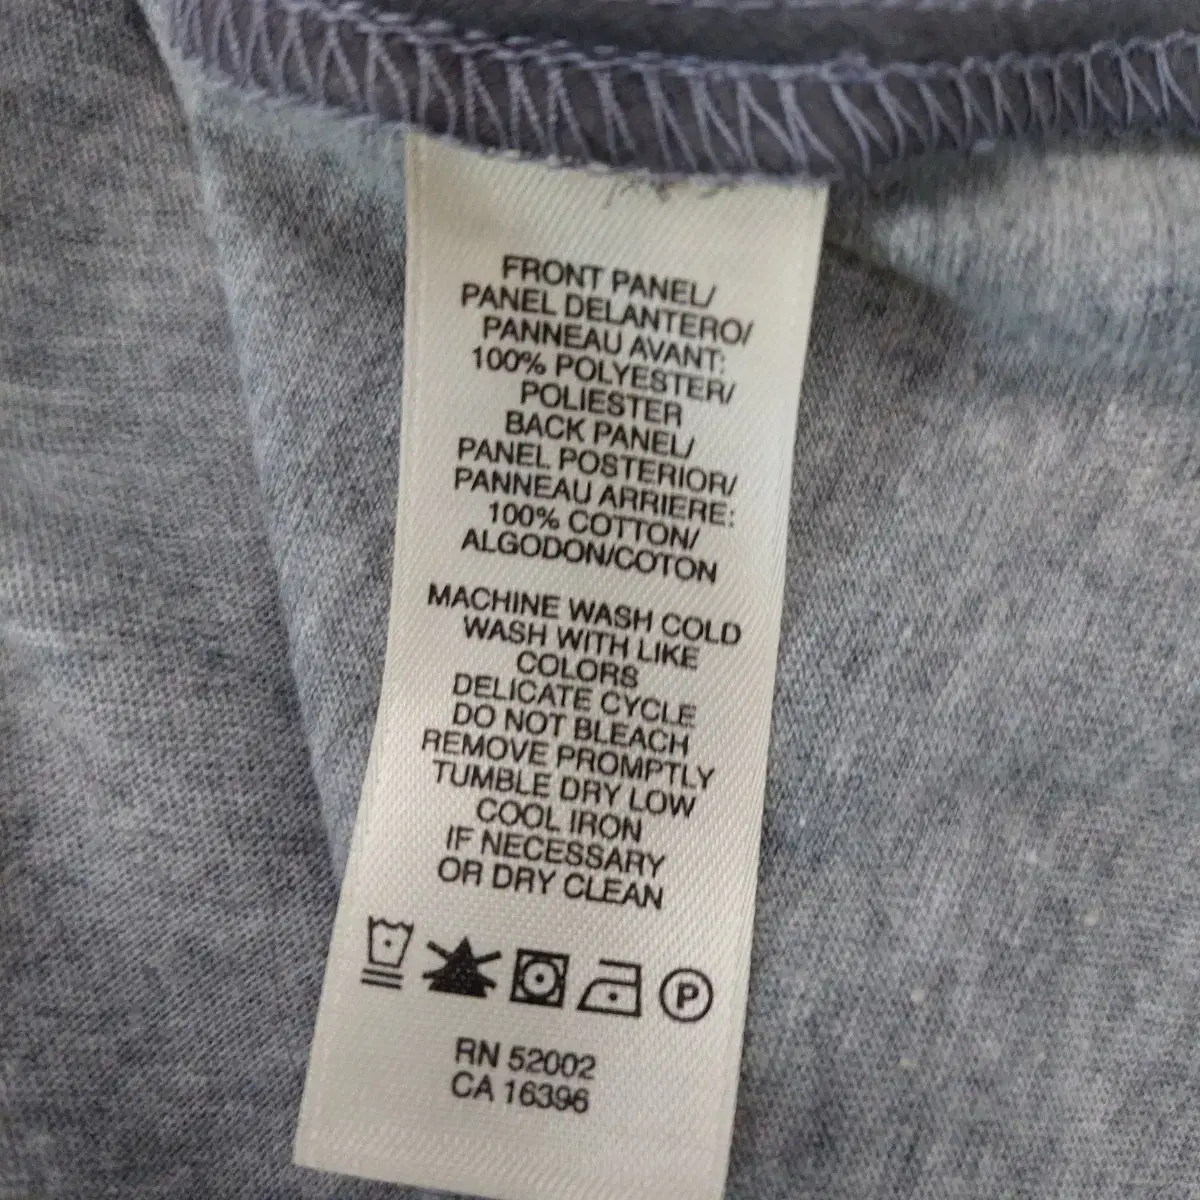 FRONT PANEL/
PANEL DELANTERO/
PANNEAU AVANT:
100% POLYESTER/
POLIESTER
BACK PANEL/
PANEL POSTERIOR/
PANNEAU ARRIERE:
100% COTTON/
ALGODON/COTON
MACHINE WASH COLD
WASH WITH LIKE
COLORS
DELICATE CYCLE
DO NOT BLEACH
REMOVE PROMPTLY
TUMBLE DRY LOW
COOL IRON
IF NECESSARY
OR DRY CLEAN
P
RN 52002
CA 16396